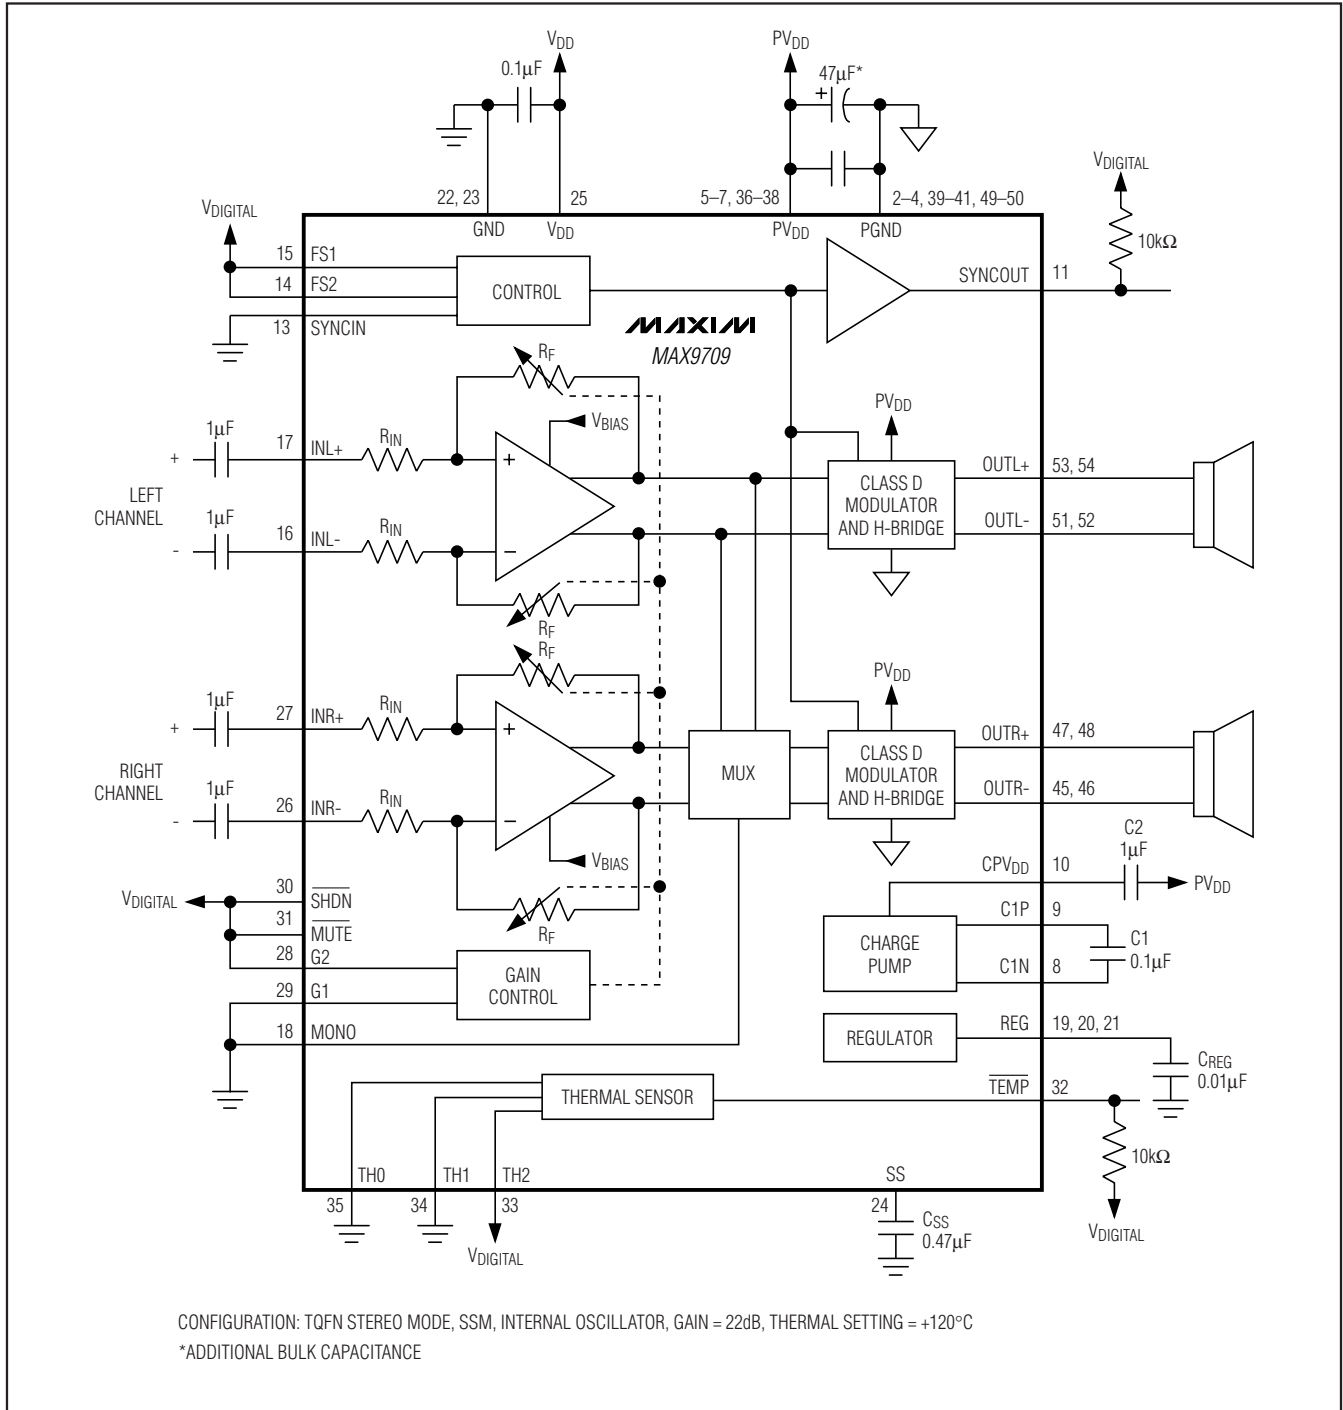 VDD
PVDD
0.1µF
47µF*
+
VDIGITAL
22, 23
25
5–7, 36–38
2–4, 39–41, 49–50
VDIGITAL
GND
VDD
PVDD
PGND
10kΩ
15
FS1
14
FS2
13
SYNCIN
CONTROL
SYNCOUT
11
MAXIM
MAX9709
RF
VBIAS
PVDD
1µF
17
INL+
RIN
+
+
LEFT
CHANNEL
CLASS D
MODULATOR
AND H-BRIDGE
OUTL+
53, 54
OUTL-
51, 52
1µF
16
INL-
RIN
-
−
RF
RF
PVDD
1µF
27
INR+
RIN
+
+
RIGHT
CHANNEL
MUX
CLASS D
MODULATOR
AND H-BRIDGE
OUTR+
47, 48
OUTR-
45, 46
1µF
26
INR-
RIN
-
−
VBIAS
C2
1µF
CPVDD
10
PVDD
VDIGITAL
30
SHDN
31
MUTE
RF
28
G2
29
G1
GAIN
CONTROL
CHARGE
PUMP
C1P
9
C1
0.1µF
C1N
8
18
MONO
REGULATOR
REG
19, 20, 21
CREG
0.01µF
THERMAL SENSOR
TEMP
32
10kΩ
VDIGITAL
TH0
TH1
TH2
SS
35
34
33
24
VDIGITAL
CSS
0.47µF
CONFIGURATION: TQFN STEREO MODE, SSM, INTERNAL OSCILLATOR, GAIN = 22dB, THERMAL SETTING = +120°C
*ADDITIONAL BULK CAPACITANCE